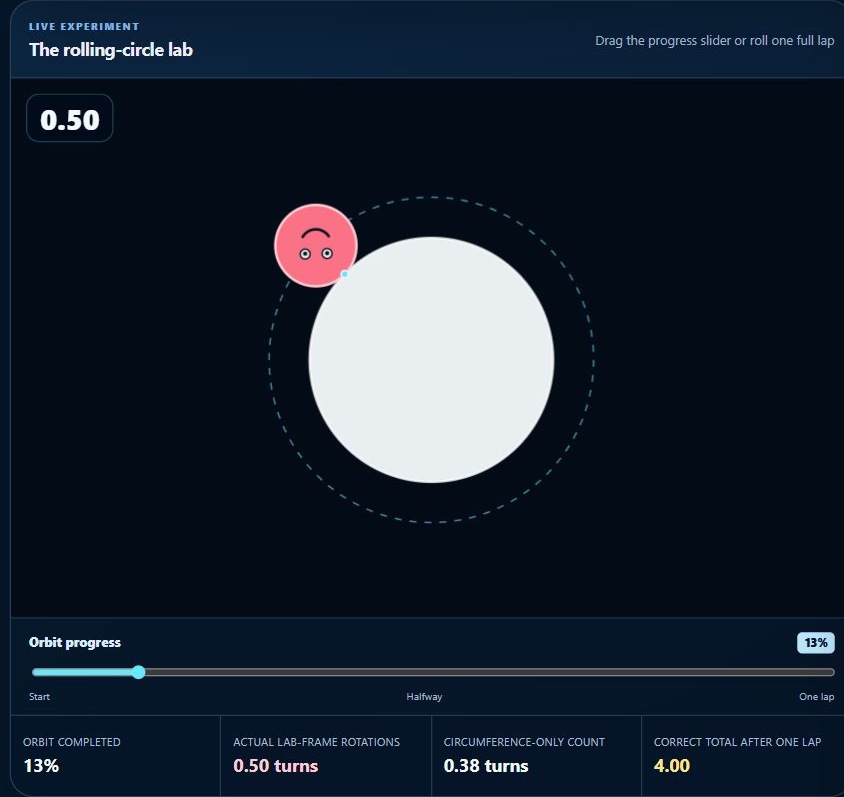 LIVE EXPERIMENT
The rolling-circle lab
Drag the progress slider or roll one full lap
0.50
Orbit progress
13%
Start
Halfway
One lap
ORBIT COMPLETED
13%
ACTUAL LAB-FRAME ROTATIONS
0.50 turns
CIRCUMFERENCE-ONLY COUNT
0.38 turns
CORRECT TOTAL AFTER ONE LAP
4.00